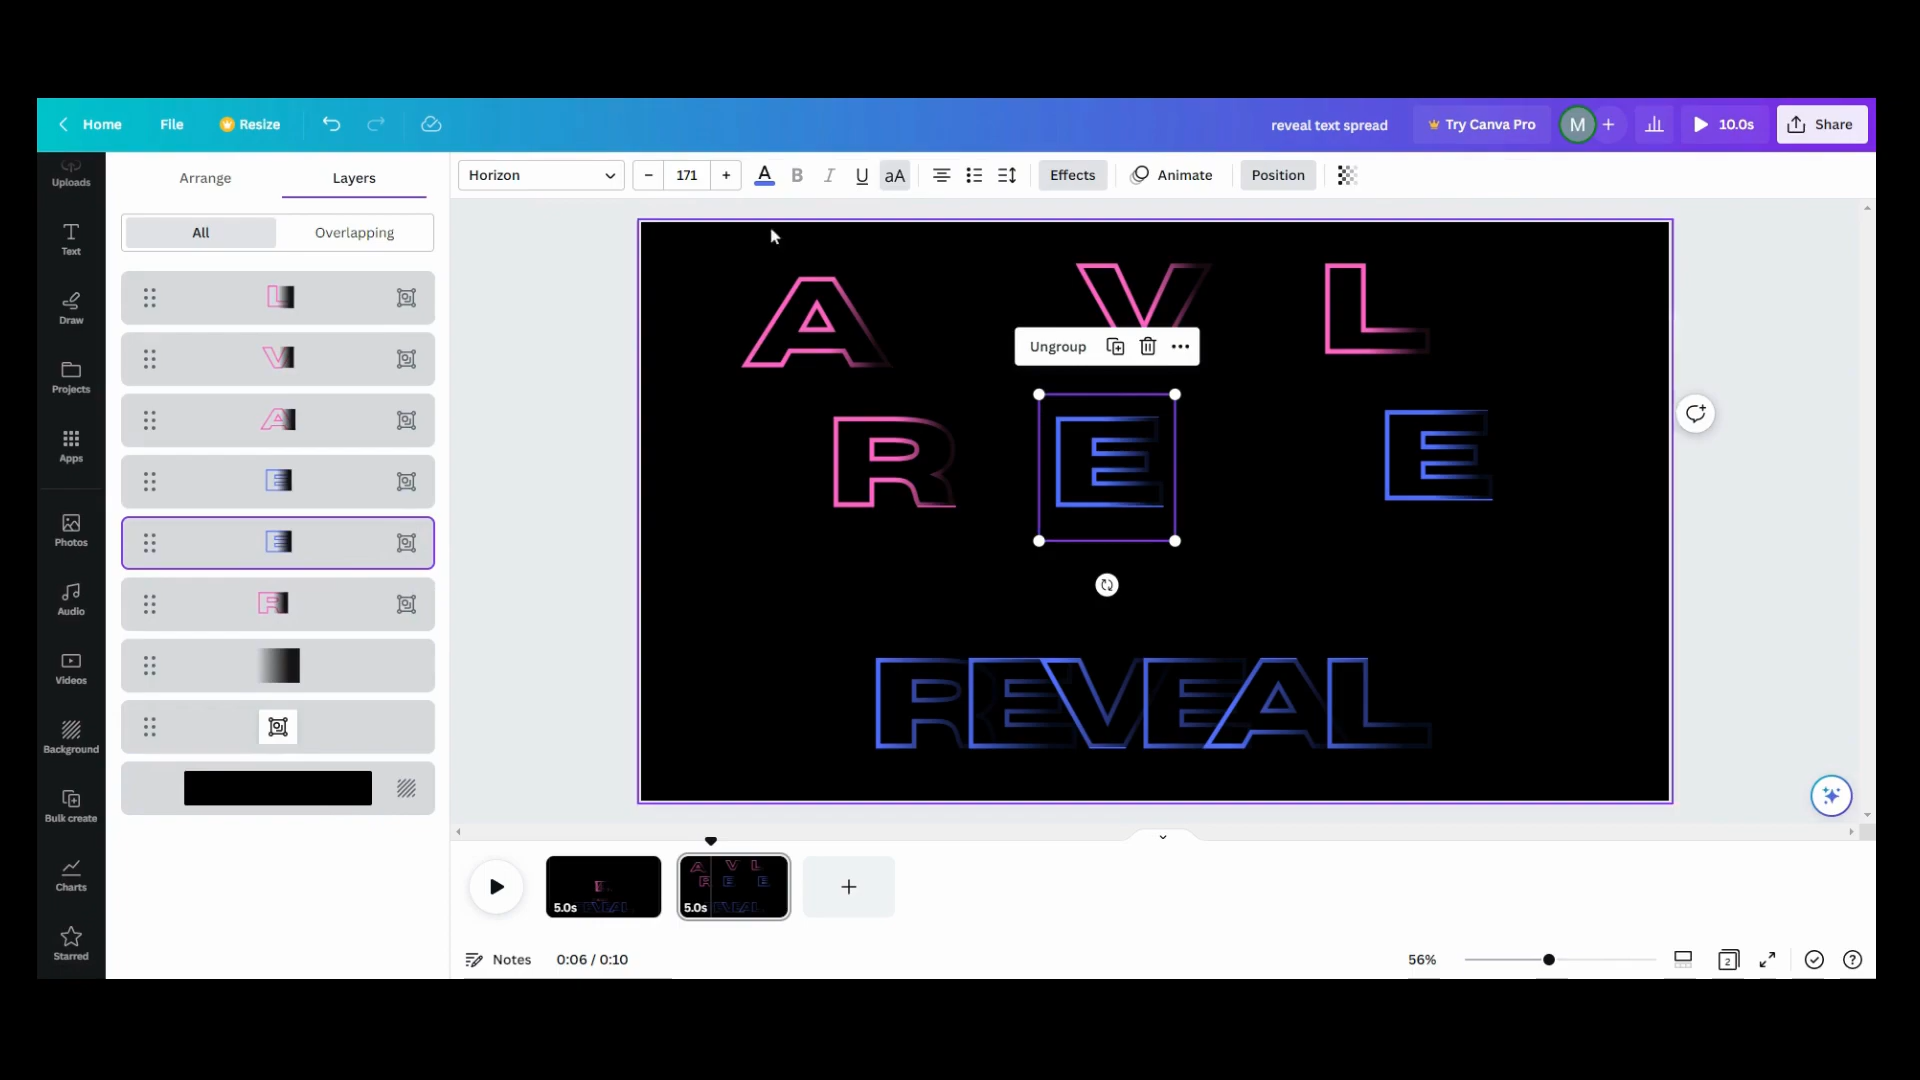 Home File Resize reveal text spread Try Canva Pro M + 10.0s Share
Uploads
Text
Draw
Projects
Apps
Photos
Audio
Videos
Background
Bulk create
Charts
Starred
Arrange Layers
All Overlapping
L
V
A
E
E
R
Horizon − 171 + A B I U aA Effects Animate Position
A V L
Ungroup
R E E
REVEAL
5.0s 5.0s +
Notes 0:06 / 0:10 56% 2 ?